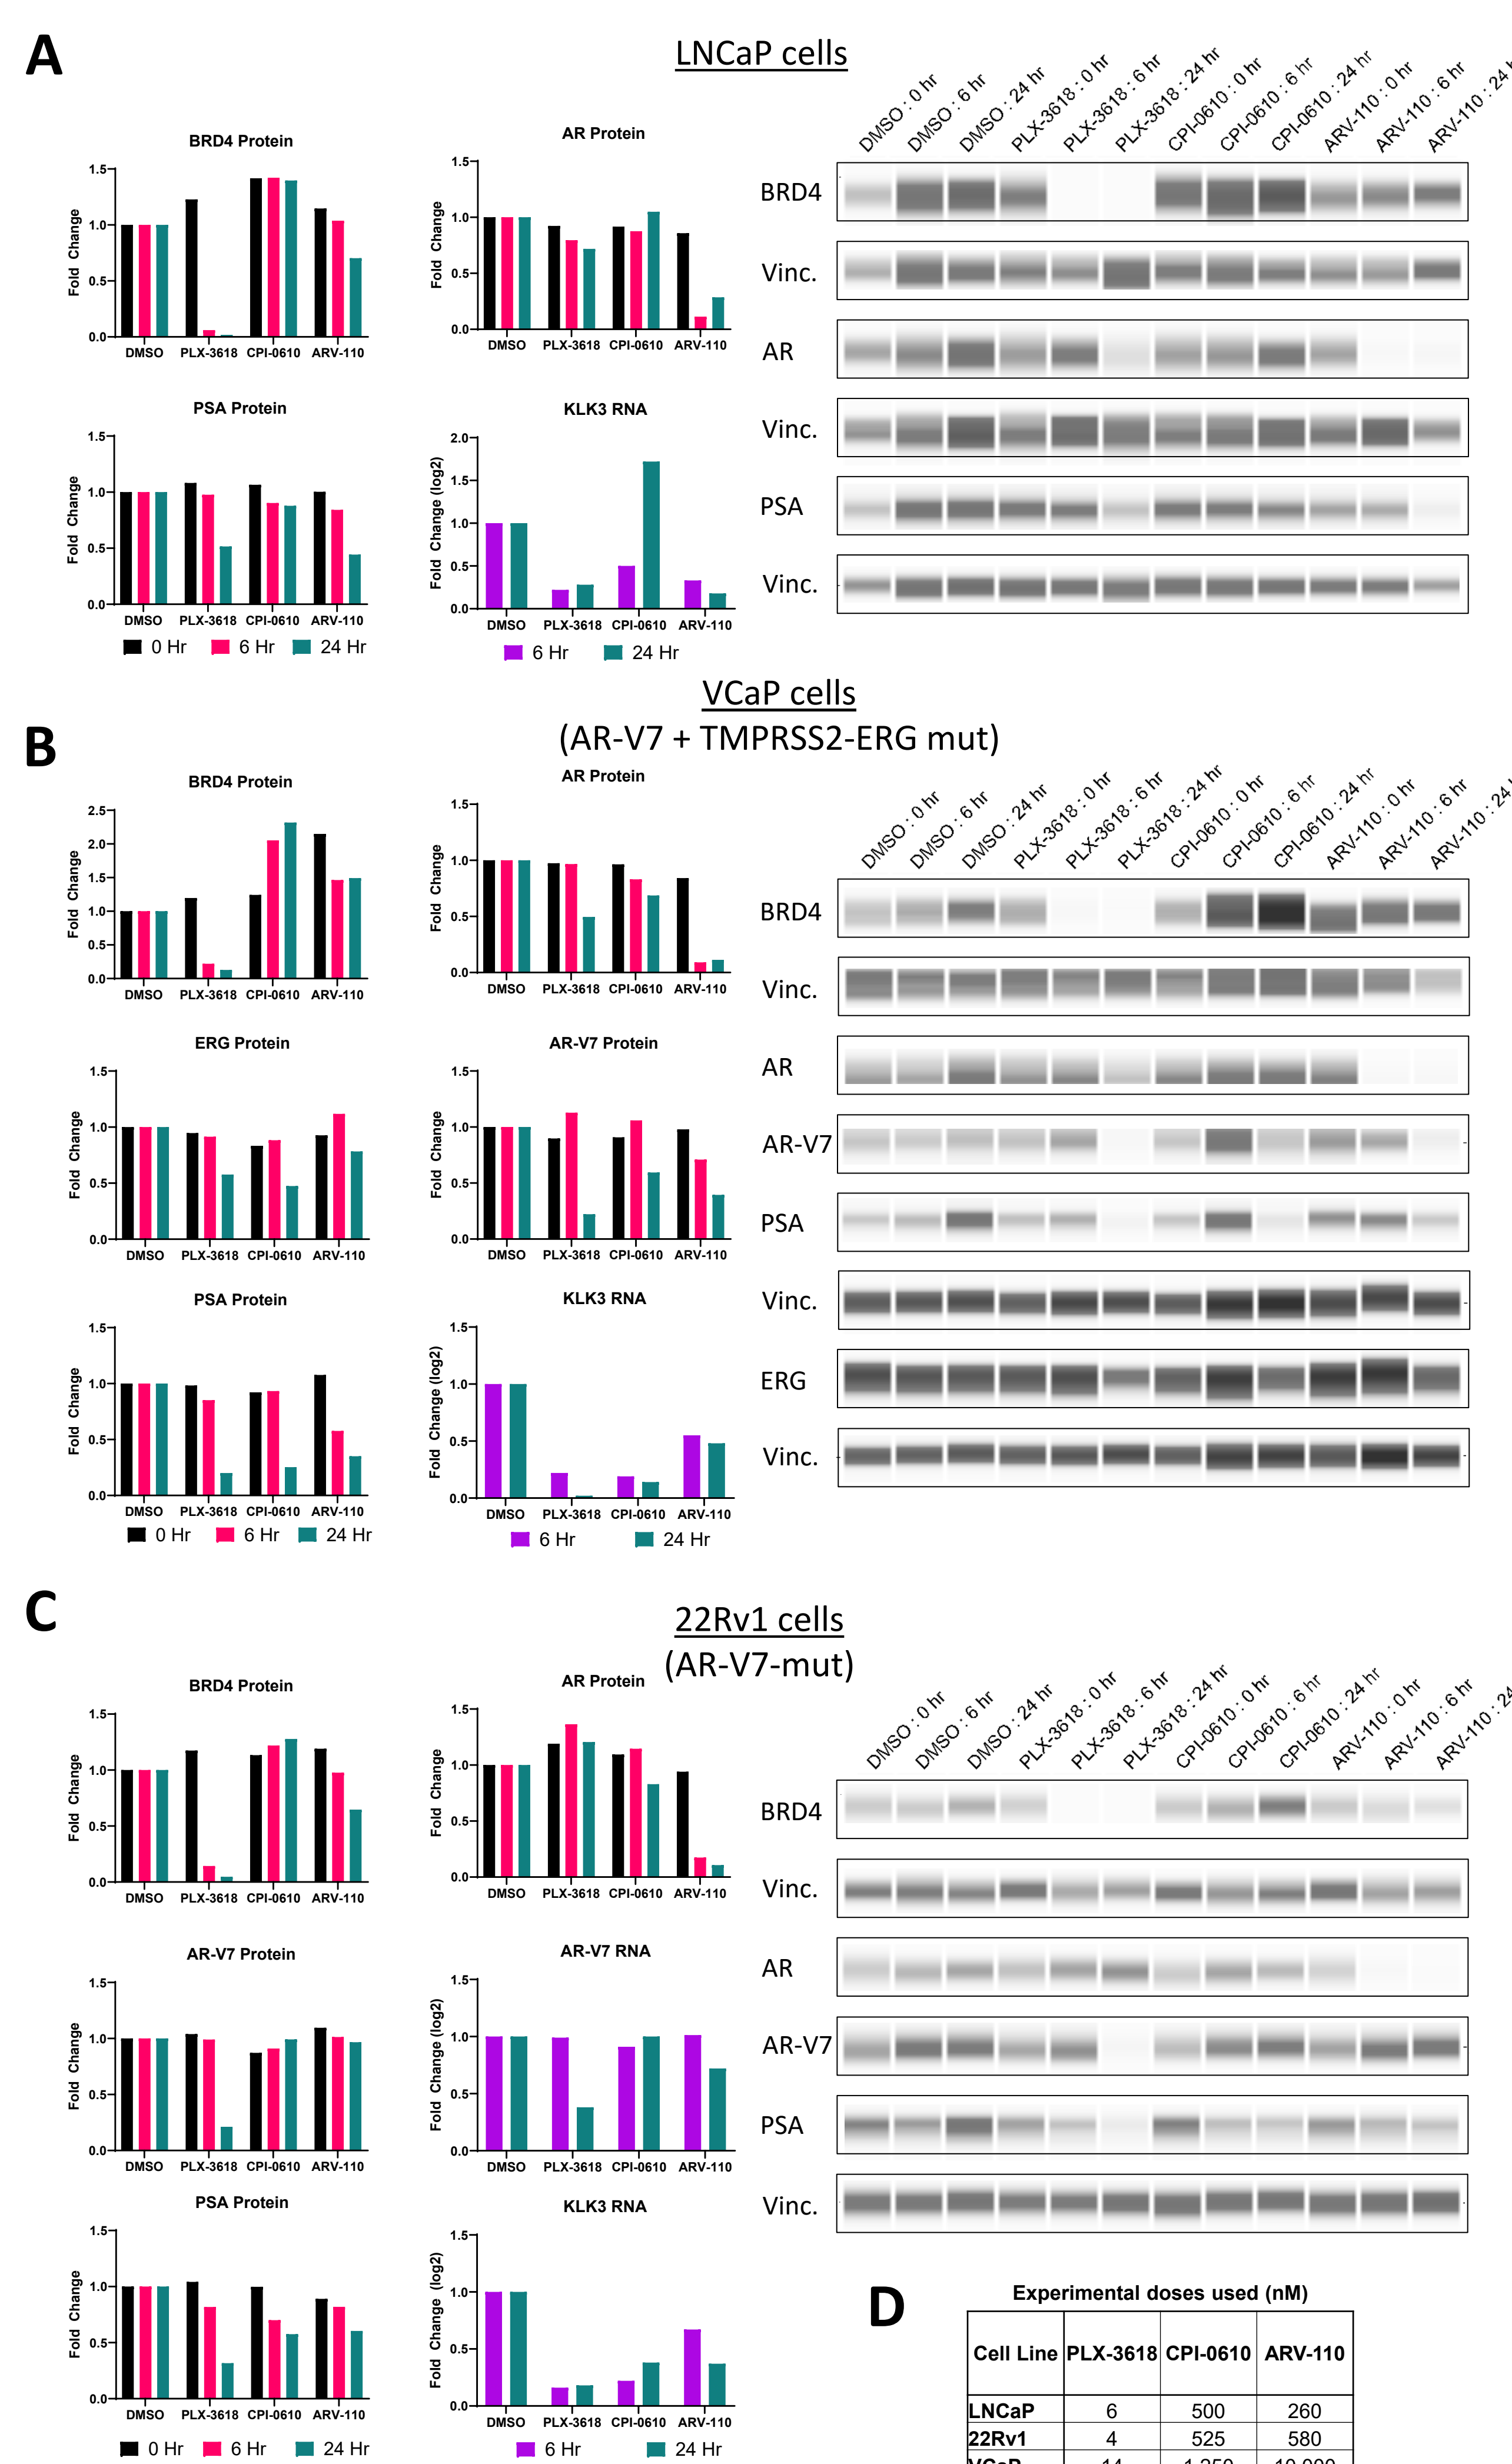 A
LNCaP cells
BRD4 Protein
Fold Change
1.5
1.0
0.5
0.0
DMSO PLX-3618 CPI-0610 ARV-110
AR Protein
Fold Change
1.5
1.0
0.5
0.0
DMSO PLX-3618 CPI-0610 ARV-110
PSA Protein
Fold Change
1.5
1.0
0.5
0.0
DMSO PLX-3618 CPI-0610 ARV-110
0 Hr 6 Hr 24 Hr
KLK3 RNA
Fold Change (log2)
2.0
1.5
1.0
0.5
0.0
DMSO PLX-3618 CPI-0610 ARV-110
6 Hr 24 Hr
DMSO : 0 hr
DMSO : 6 hr
DMSO : 24 hr
PLX-3618 : 0 hr
PLX-3618 : 6 hr
PLX-3618 : 24 hr
CPI-0610 : 0 hr
CPI-0610 : 6 hr
CPI-0610 : 24 hr
ARV-110 : 0 hr
ARV-110 : 6 hr
ARV-110 : 24 h
BRD4
Vinc.
AR
Vinc.
PSA
Vinc.
B
VCaP cells
(AR-V7 + TMPRSS2-ERG mut)
BRD4 Protein
Fold Change
2.5
2.0
1.5
1.0
0.5
0.0
DMSO PLX-3618 CPI-0610 ARV-110
AR Protein
Fold Change
1.5
1.0
0.5
0.0
DMSO PLX-3618 CPI-0610 ARV-110
ERG Protein
Fold Change
1.5
1.0
0.5
0.0
DMSO PLX-3618 CPI-0610 ARV-110
AR-V7 Protein
Fold Change
1.5
1.0
0.5
0.0
DMSO PLX-3618 CPI-0610 ARV-110
PSA Protein
Fold Change
1.5
1.0
0.5
0.0
DMSO PLX-3618 CPI-0610 ARV-110
0 Hr 6 Hr 24 Hr
KLK3 RNA
Fold Change (log2)
1.5
1.0
0.5
0.0
DMSO PLX-3618 CPI-0610 ARV-110
6 Hr 24 Hr
DMSO : 0 hr
DMSO : 6 hr
DMSO : 24 hr
PLX-3618 : 0 hr
PLX-3618 : 6 hr
PLX-3618 : 24 hr
CPI-0610 : 0 hr
CPI-0610 : 6 hr
CPI-0610 : 24 hr
ARV-110 : 0 hr
ARV-110 : 6 hr
ARV-110 : 24 h
BRD4
Vinc.
AR
AR-V7
PSA
Vinc.
ERG
Vinc.
C
22Rv1 cells
(AR-V7-mut)
BRD4 Protein
Fold Change
1.5
1.0
0.5
0.0
DMSO PLX-3618 CPI-0610 ARV-110
AR Protein
Fold Change
1.5
1.0
0.5
0.0
DMSO PLX-3618 CPI-0610 ARV-110
AR-V7 Protein
Fold Change
1.5
1.0
0.5
0.0
DMSO PLX-3618 CPI-0610 ARV-110
AR-V7 RNA
Fold Change (log2)
1.5
1.0
0.5
0.0
DMSO PLX-3618 CPI-0610 ARV-110
PSA Protein
Fold Change
1.5
1.0
0.5
0.0
DMSO PLX-3618 CPI-0610 ARV-110
0 Hr 6 Hr 24 Hr
KLK3 RNA
Fold Change (log2)
1.5
1.0
0.5
0.0
DMSO PLX-3618 CPI-0610 ARV-110
6 Hr 24 Hr
DMSO : 0 hr
DMSO : 6 hr
DMSO : 24 hr
PLX-3618 : 0 hr
PLX-3618 : 6 hr
PLX-3618 : 24 hr
CPI-0610 : 0 hr
CPI-0610 : 6 hr
CPI-0610 : 24 hr
ARV-110 : 0 hr
ARV-110 : 6 hr
ARV-110 : 24
BRD4
Vinc.
AR
AR-V7
PSA
Vinc.
D
Experimental doses used (nM)
Cell Line PLX-3618 CPI-0610 ARV-110
LNCaP 6 500 260
22Rv1 4 525 580